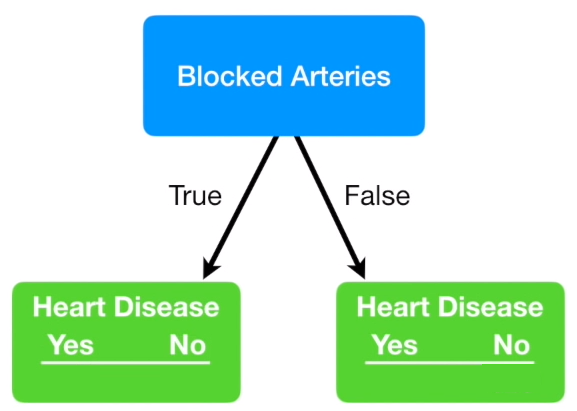 Blocked Arteries
True
False
Heart Disease
Yes No
Heart Disease
Yes No